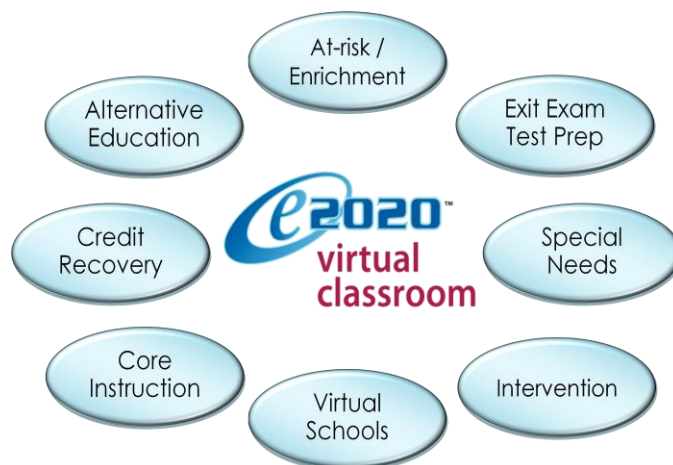 At-risk /
Enrichment
Alternative
Education
Exit Exam
Test Prep
e2020™
virtual
classroom
Credit
Recovery
Special
Needs
Core
Instruction
Virtual
Schools
Intervention